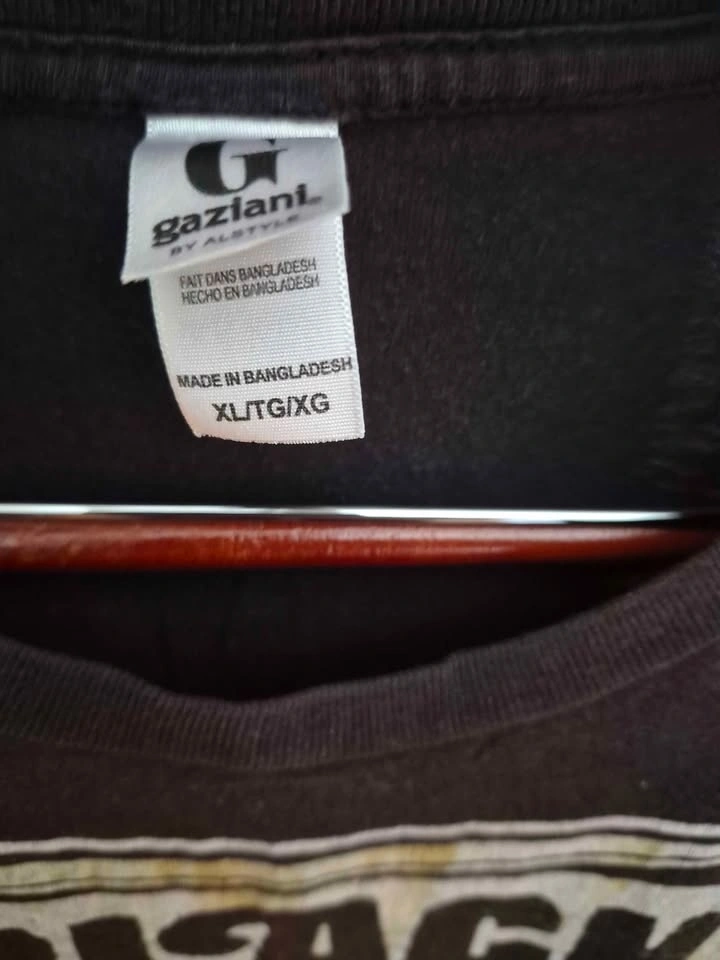 G
gaziani
BY ALSTYLE
FAIT DANS BANGLADESH
HECHO EN BANGLADESH
MADE IN BANGLADESH
XL/TG/XG